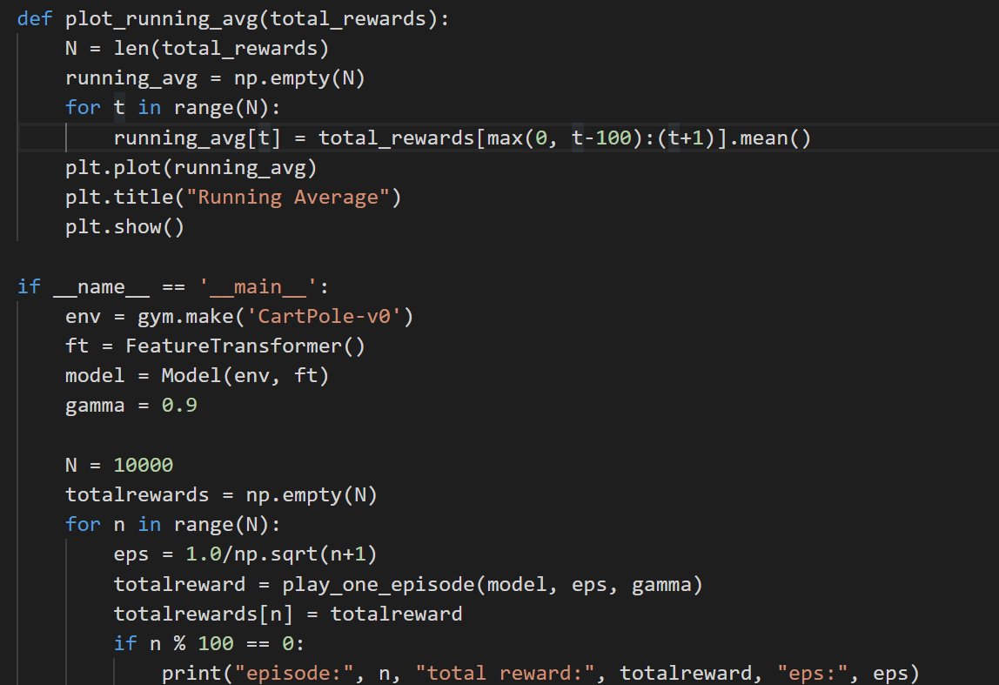 def plot_running_avg(total_rewards):
    N = len(total_rewards)
    running_avg = np.empty(N)
    for t in range(N):
        running_avg[t] = total_rewards[max(0, t-100):(t+1)].mean()
    plt.plot(running_avg)
    plt.title("Running Average")
    plt.show()

if __name__ == '__main__':
    env = gym.make('CartPole-v0')
    ft = FeatureTransformer()
    model = Model(env, ft)
    gamma = 0.9

    N = 10000
    totalrewards = np.empty(N)
    for n in range(N):
        eps = 1.0/np.sqrt(n+1)
        totalreward = play_one_episode(model, eps, gamma)
        totalrewards[n] = totalreward
        if n % 100 == 0:
            print("episode:", n, "total reward:", totalreward, "eps:", eps)